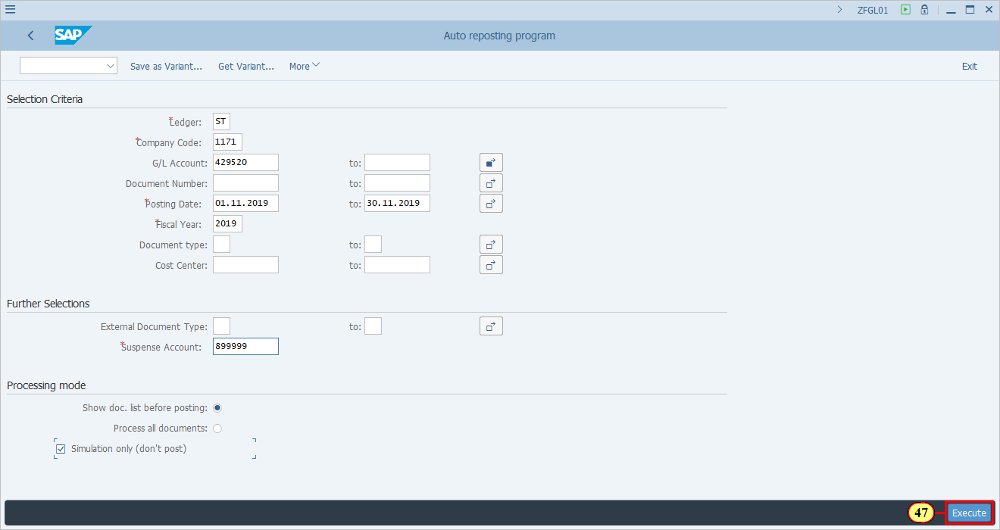 ZFGL01
SAP
Auto reposting program
Save as Variant... Get Variant... More Exit
Selection Criteria
*Ledger: ST
*Company Code: 1171
G/L Account: 429520 to:
Document Number: to:
*Posting Date: 01.11.2019 to: 30.11.2019
*Fiscal Year: 2019
Document type: to:
Cost Center: to:
Further Selections
External Document Type: to:
*Suspense Account: 899999
Processing mode
Show doc. list before posting:
Process all documents:
Simulation only (don't post)
47 Execute